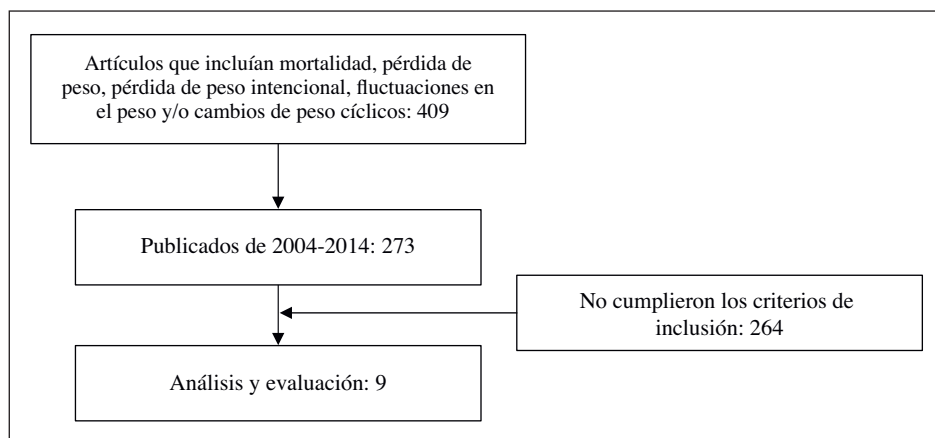 Artículos que incluían mortalidad, pérdida de
peso, pérdida de peso intencional, fluctuaciones en
el peso y/o cambios de peso cíclicos: 409
Publicados de 2004-2014: 273
No cumplieron los criterios de
inclusión: 264
Análisis y evaluación: 9